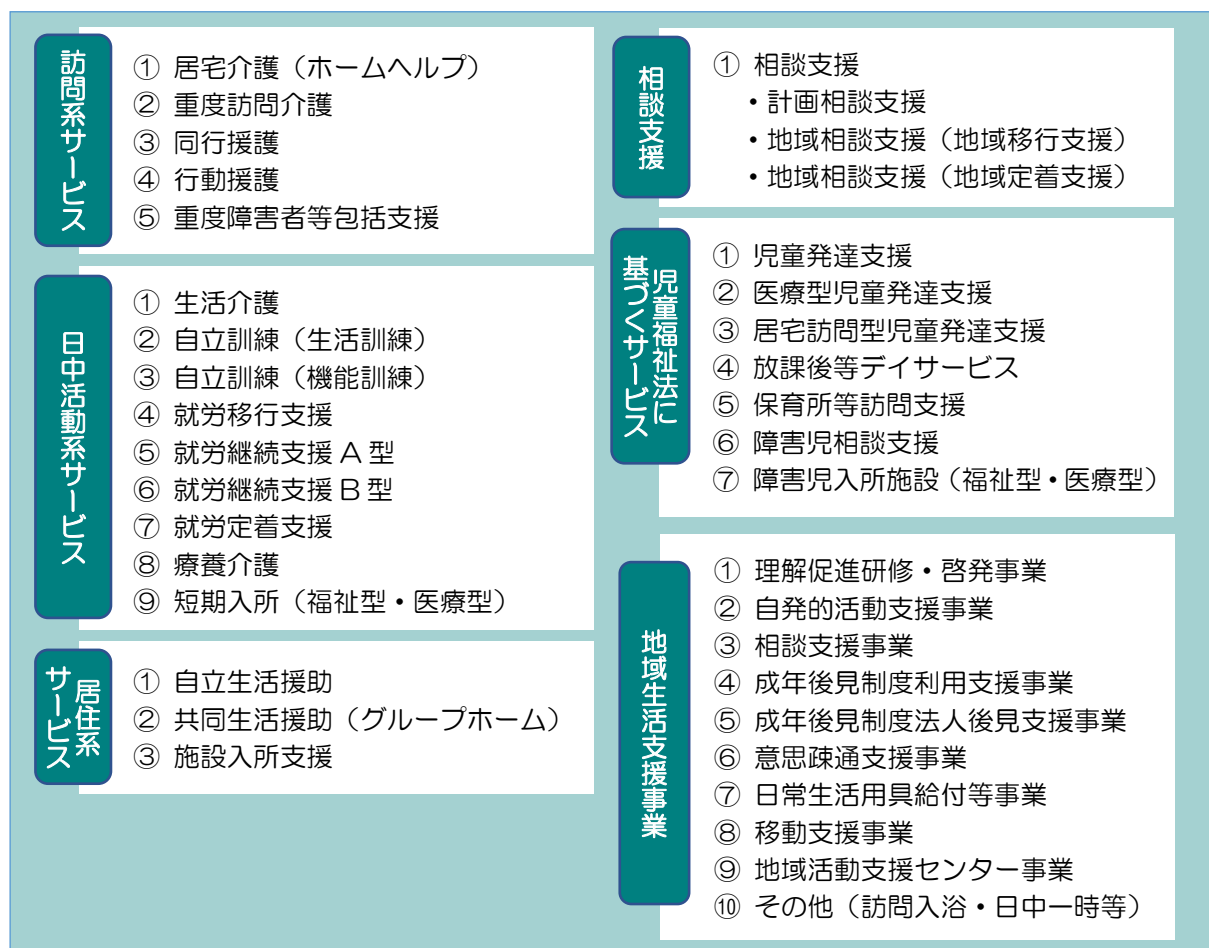 訪問系サービス
① 居宅介護（ホームヘルプ）
② 重度訪問介護
③ 同行援護
④ 行動援護
⑤ 重度障害者等包括支援
日中活動系サービス
① 生活介護
② 自立訓練（生活訓練）
③ 自立訓練（機能訓練）
④ 就労移行支援
⑤ 就労継続支援A型
⑥ 就労継続支援B型
⑦ 就労定着支援
⑧ 療養介護
⑨ 短期入所（福祉型・医療型）
居住系
サービス
① 自立生活援助
② 共同生活援助（グループホーム）
③ 施設入所支援
相談支援
① 相談支援
・計画相談支援
・地域相談支援（地域移行支援）
・地域相談支援（地域定着支援）
児童福祉法に
基づくサービス
① 児童発達支援
② 医療型児童発達支援
③ 居宅訪問型児童発達支援
④ 放課後等デイサービス
⑤ 保育所等訪問支援
⑥ 障害児相談支援
⑦ 障害児入所施設（福祉型・医療型）
地域生活支援事業
① 理解促進研修・啓発事業
② 自発的活動支援事業
③ 相談支援事業
④ 成年後見制度利用支援事業
⑤ 成年後見制度法人後見支援事業
⑥ 意思疎通支援事業
⑦ 日常生活用具給付等事業
⑧ 移動支援事業
⑨ 地域活動支援センター事業
⑩ その他（訪問入浴・日中一時等）